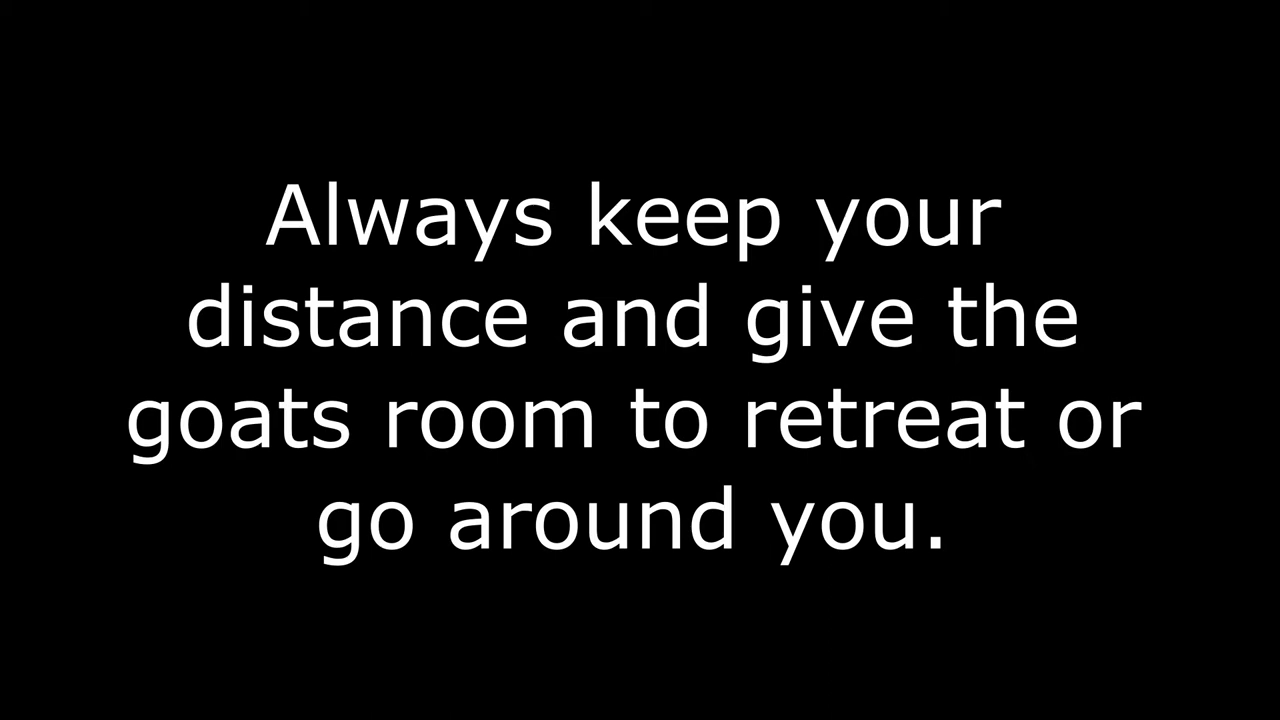 Always keep your
distance and give the
goats room to retreat or
go around you.